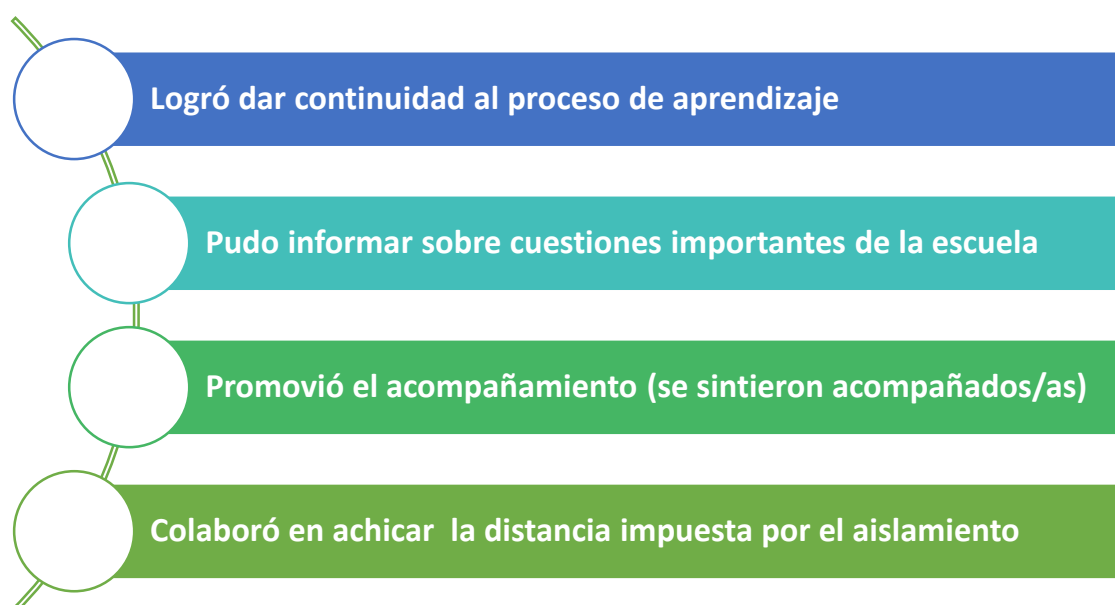 Logró dar continuidad al proceso de aprendizaje
Pudo informar sobre cuestiones importantes de la escuela
Promovió el acompañamiento (se sintieron acompañados/as)
Colaboró en achicar  la distancia impuesta por el aislamiento